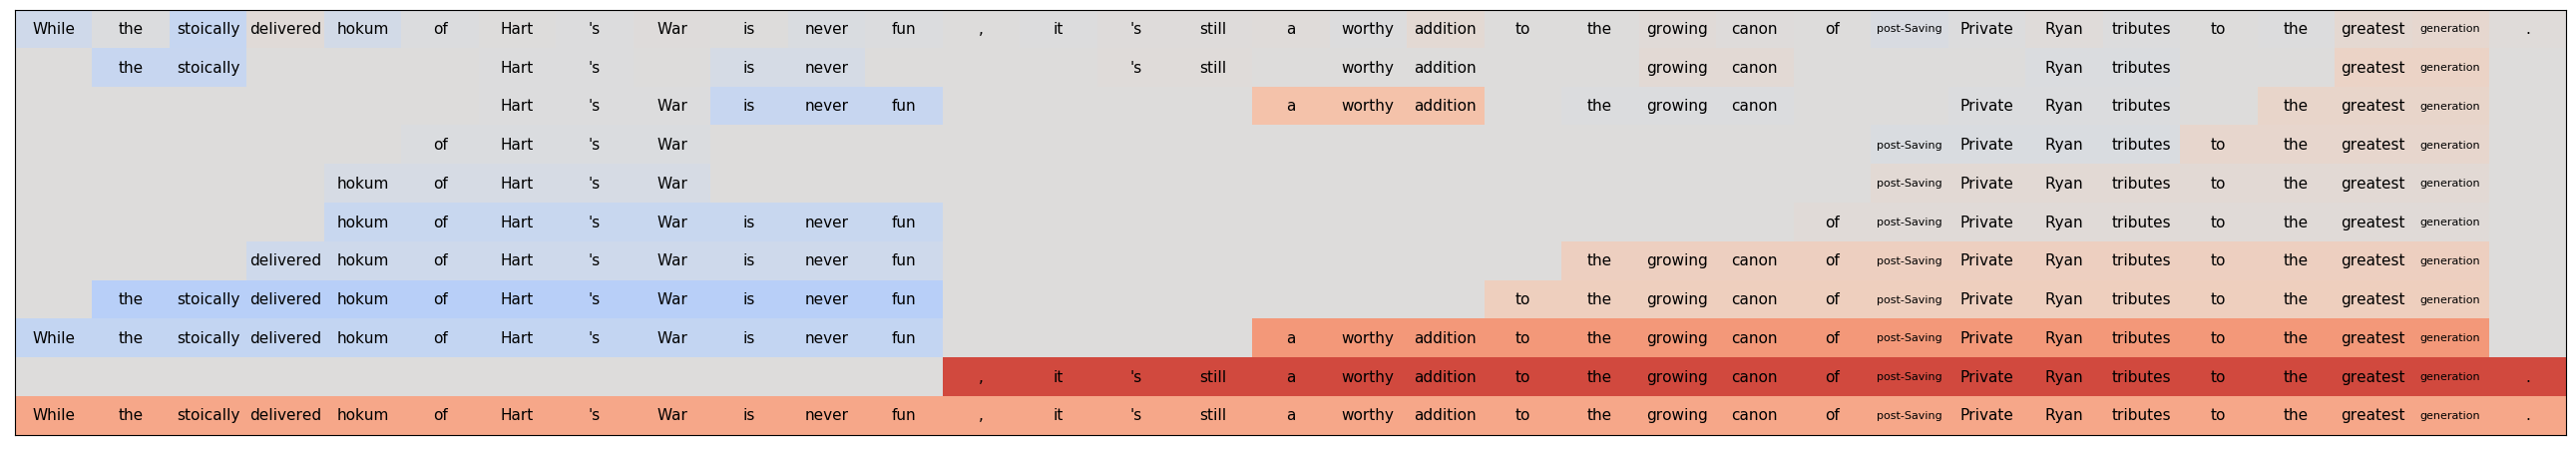 While the stoically delivered hokum of Hart 's War is never fun , it 's still a worthy addition to the growing canon of post-Saving Private Ryan tributes to the greatest generation .
the stoically Hart 's is never 's still worthy addition growing canon Ryan tributes greatest generation
Hart 's War is never fun a worthy addition the growing canon Private Ryan tributes the greatest generation
of Hart 's War post-Saving Private Ryan tributes to the greatest generation
hokum of Hart 's War post-Saving Private Ryan tributes to the greatest generation
hokum of Hart 's War is never fun of post-Saving Private Ryan tributes to the greatest generation
delivered hokum of Hart 's War is never fun the growing canon of post-Saving Private Ryan tributes to the greatest generation
the stoically delivered hokum of Hart 's War is never fun to the growing canon of post-Saving Private Ryan tributes to the greatest generation
While the stoically delivered hokum of Hart 's War is never fun a worthy addition to the growing canon of post-Saving Private Ryan tributes to the greatest generation
, it 's still a worthy addition to the growing canon of post-Saving Private Ryan tributes to the greatest generation .
While the stoically delivered hokum of Hart 's War is never fun , it 's still a worthy addition to the growing canon of post-Saving Private Ryan tributes to the greatest generation .